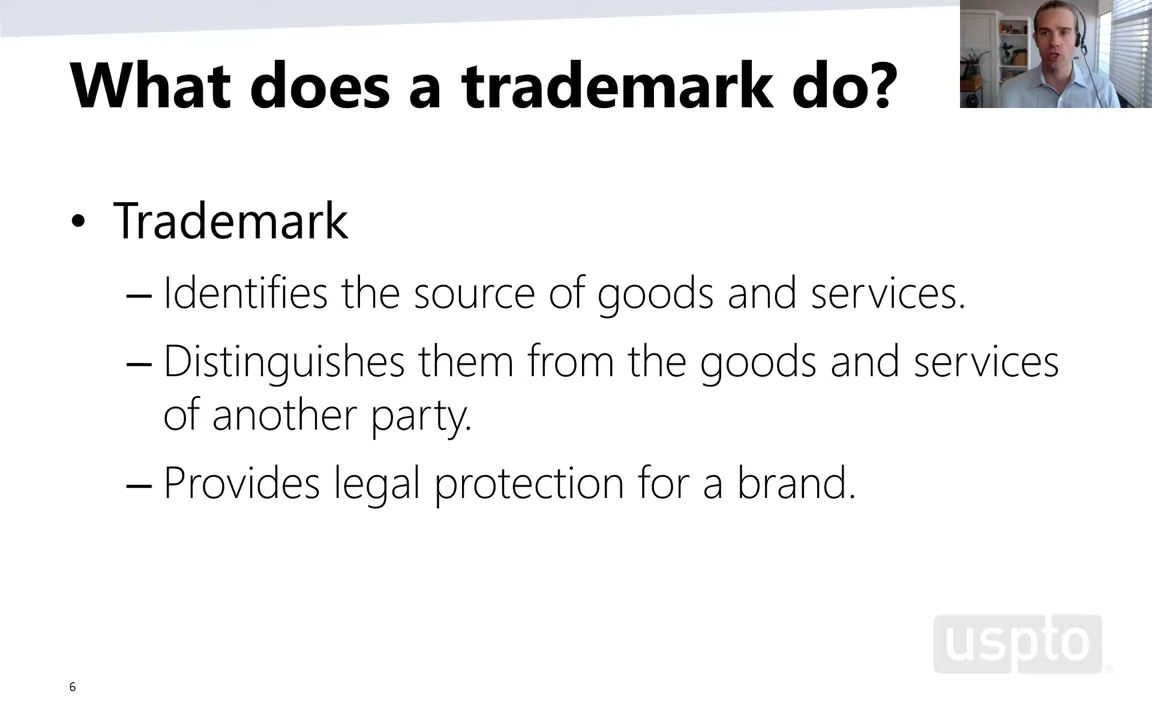 What does a trademark do?
• Trademark
– Identifies the source of goods and services.
– Distinguishes them from the goods and services
of another party.
– Provides legal protection for a brand.
uspto
6